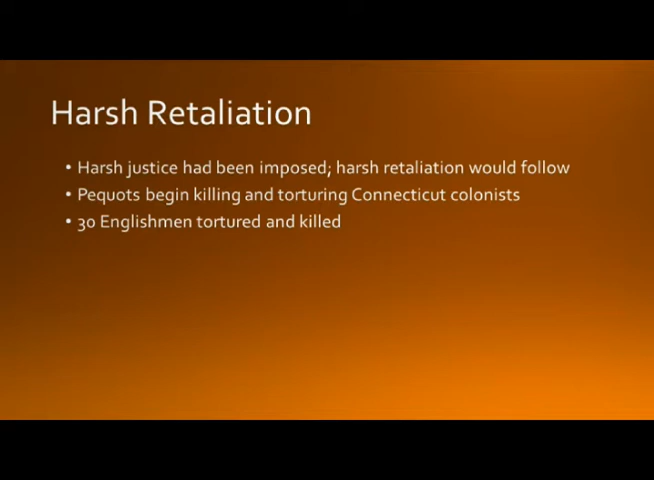 Harsh Retaliation
• Harsh justice had been imposed; harsh retaliation would follow
• Pequots begin killing and torturing Connecticut colonists
• 30 Englishmen tortured and killed